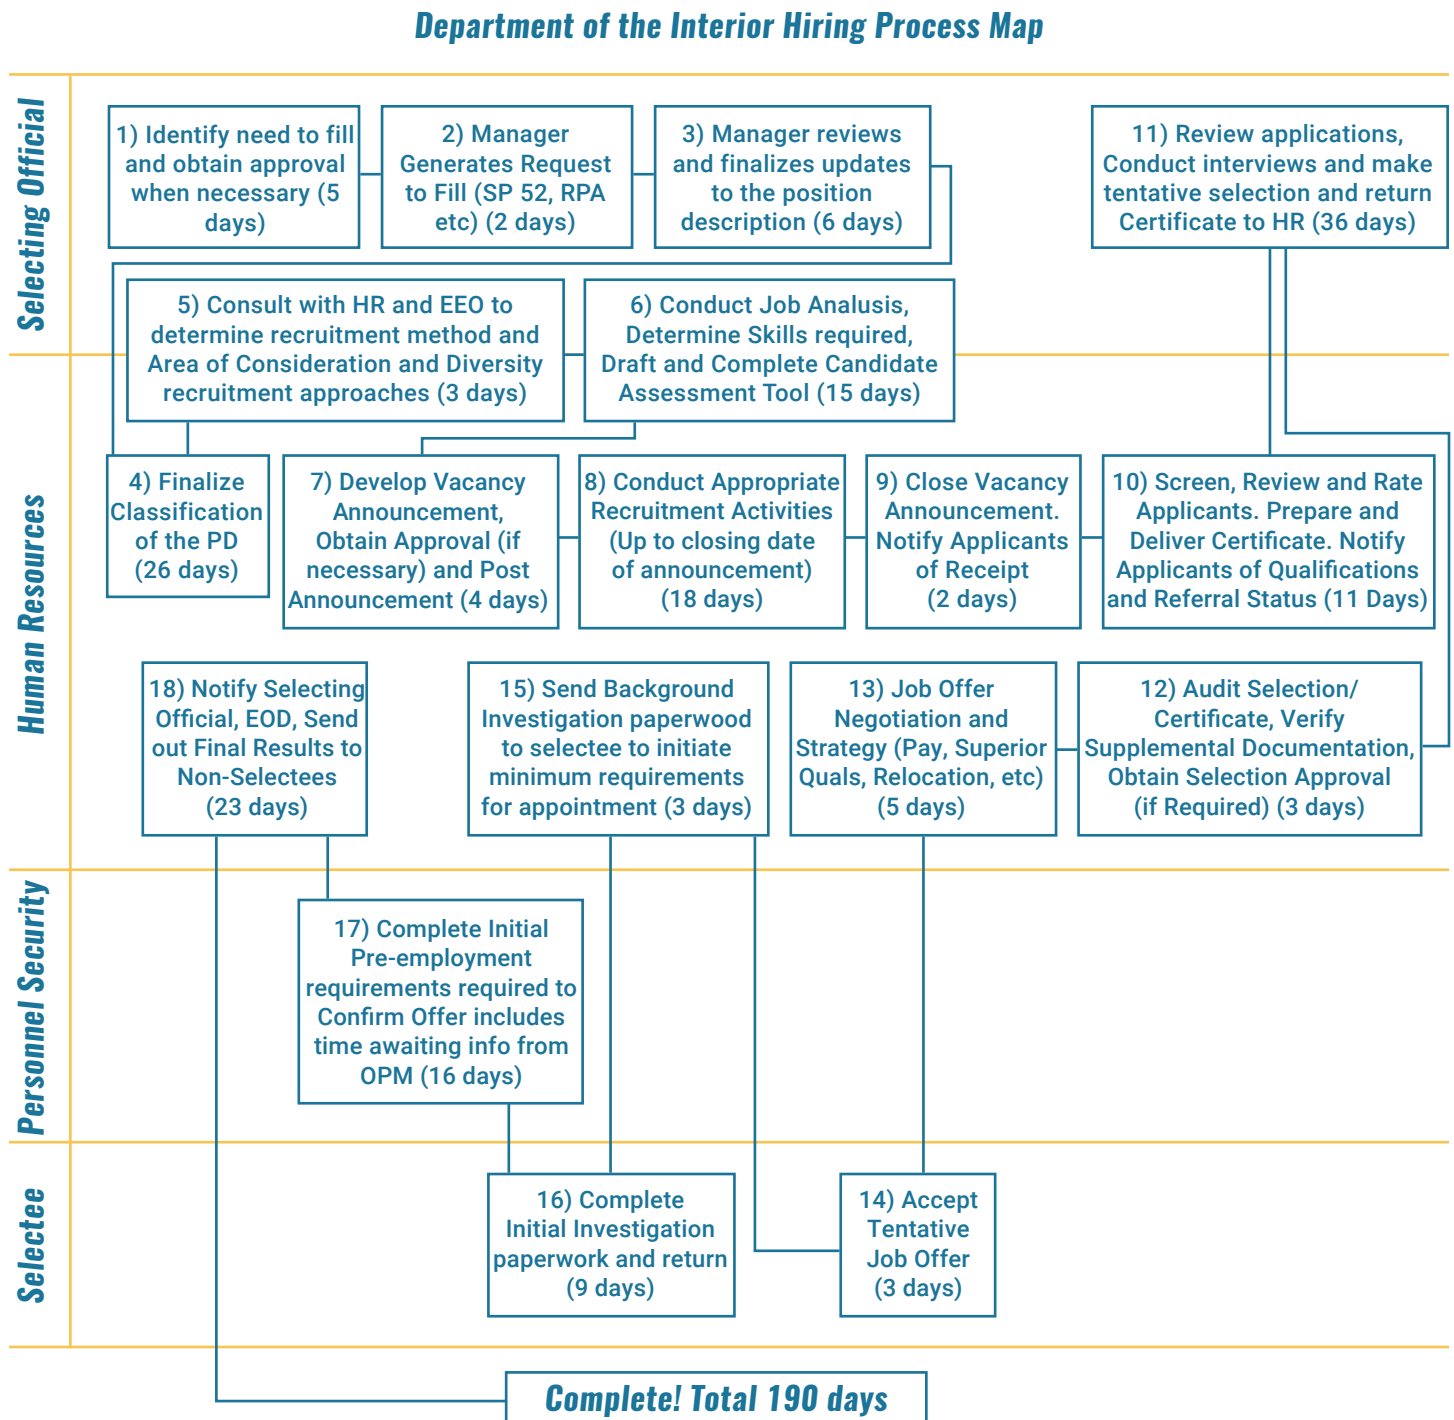 Department of the Interior Hiring Process Map
Selecting Official
1) Identify need to fill
and obtain approval
when necessary (5
days)
2) Manager
Generates Request
to Fill (SP 52, RPA
etc) (2 days)
3) Manager reviews
and finalizes updates
to the position
description (6 days)
11) Review applications,
Conduct interviews and make
tentative selection and return
Certificate to HR (36 days)
5) Consult with HR and EEO to
determine recruitment method and
Area of Consideration and Diversity
recruitment approaches (3 days)
6) Conduct Job Analusis,
Determine Skills required,
Draft and Complete Candidate
Assessment Tool (15 days)
Human Resources
4) Finalize
Classification
of the PD
(26 days)
7) Develop Vacancy
Announcement,
Obtain Approval (if
necessary) and Post
Announcement (4 days)
8) Conduct Appropriate
Recruitment Activities
(Up to closing date
of announcement)
(18 days)
9) Close Vacancy
Announcement.
Notify Applicants
of Receipt
(2 days)
10) Screen, Review and Rate
Applicants. Prepare and
Deliver Certificate. Notify
Applicants of Qualifications
and Referral Status (11 Days)
18) Notify Selecting
Official, EOD, Send
out Final Results to
Non-Selectees
(23 days)
15) Send Background
Investigation paperwood
to selectee to initiate
minimum requirements
for appointment (3 days)
13) Job Offer
Negotiation and
Strategy (Pay, Superior
Quals, Relocation, etc)
(5 days)
12) Audit Selection/
Certificate, Verify
Supplemental Documentation,
Obtain Selection Approval
(if Required) (3 days)
Personnel Security
17) Complete Initial
Pre-employment
requirements required to
Confirm Offer includes
time awaiting info from
OPM (16 days)
Selectee
16) Complete
Initial Investigation
paperwork and return
(9 days)
14) Accept
Tentative
Job Offer
(3 days)
Complete! Total 190 days